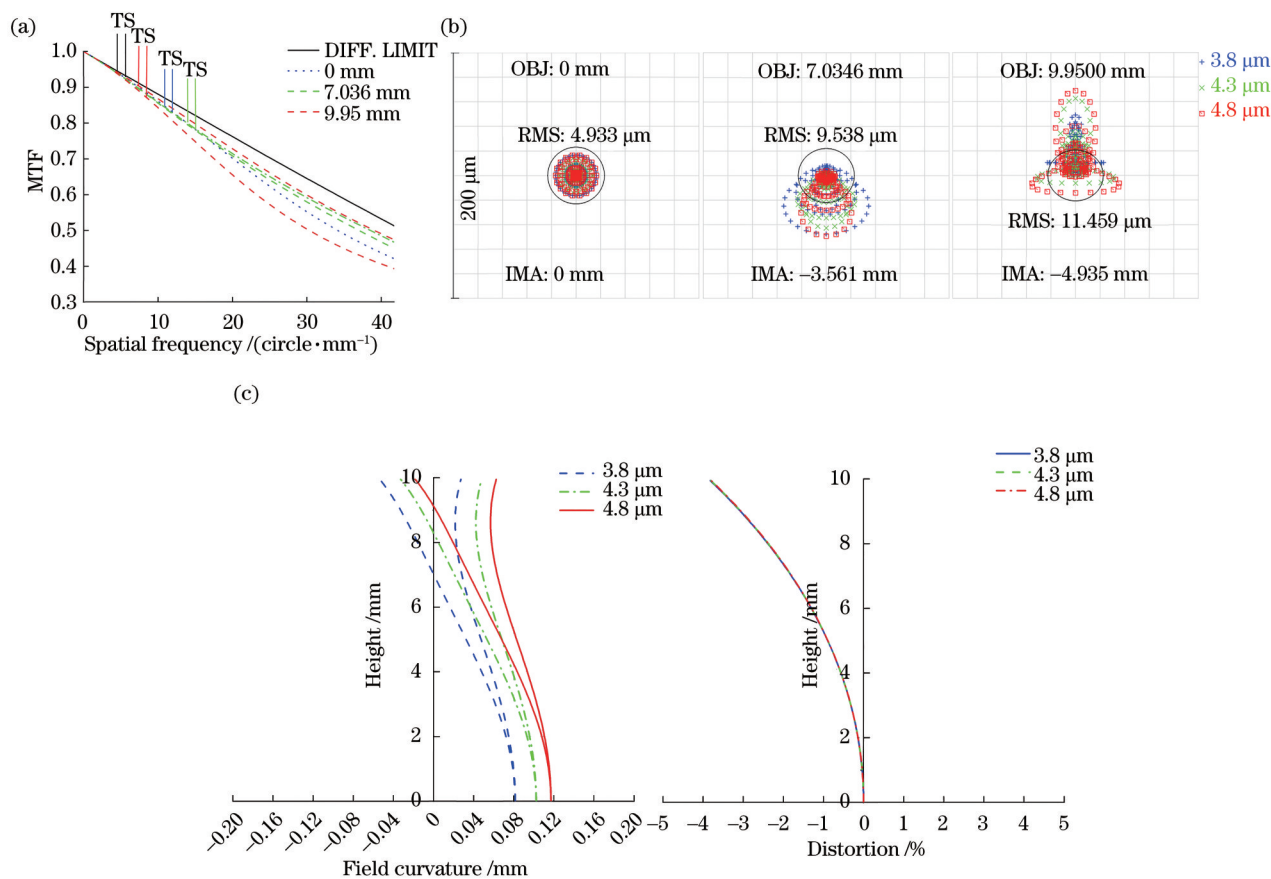 (a)
TS
TS
TS
TS
DIFF. LIMIT
0 mm
7.036 mm
9.95 mm
1.0
0.9
0.8
0.7
0.6
0.5
0.4
0.3
MTF
0
10
20
30
40
Spatial frequency /(circle·mm⁻¹)
(b)
200 μm
OBJ: 0 mm
RMS: 4.933 μm
IMA: 0 mm
OBJ: 7.0346 mm
RMS: 9.538 μm
IMA: −3.561 mm
OBJ: 9.9500 mm
RMS: 11.459 μm
IMA: −4.935 mm
3.8 μm
4.3 μm
4.8 μm
(c)
3.8 μm
4.3 μm
4.8 μm
10
8
6
4
2
0
Height /mm
−0.20
−0.16
−0.12
−0.08
0
0.04
0.08
0.12
0.16
0.20
Field curvature /mm
3.8 μm
4.3 μm
4.8 μm
10
8
6
4
2
0
Height /mm
−5
−4
−3
−2
−1
0
1
2
3
4
5
Distortion /%